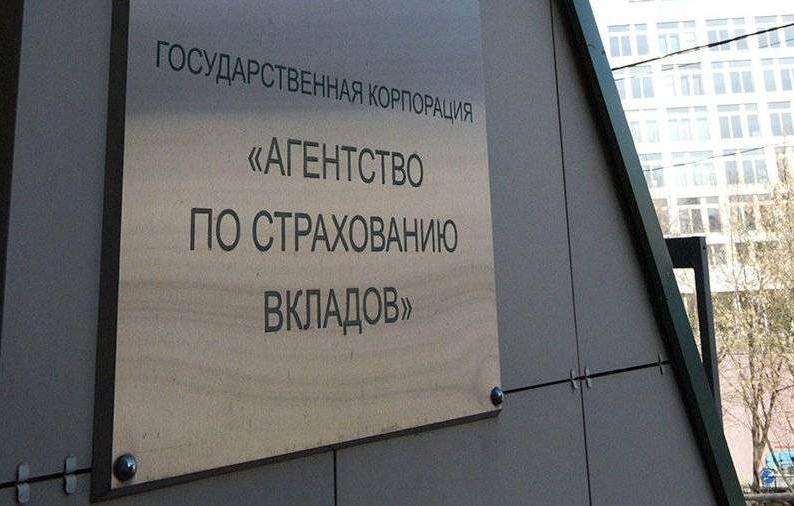 ГОСУДАРСТВЕННАЯ КОРПОРАЦИЯ
«АГЕНТСТВО
ПО СТРАХОВАНИЮ
ВКЛАДОВ»